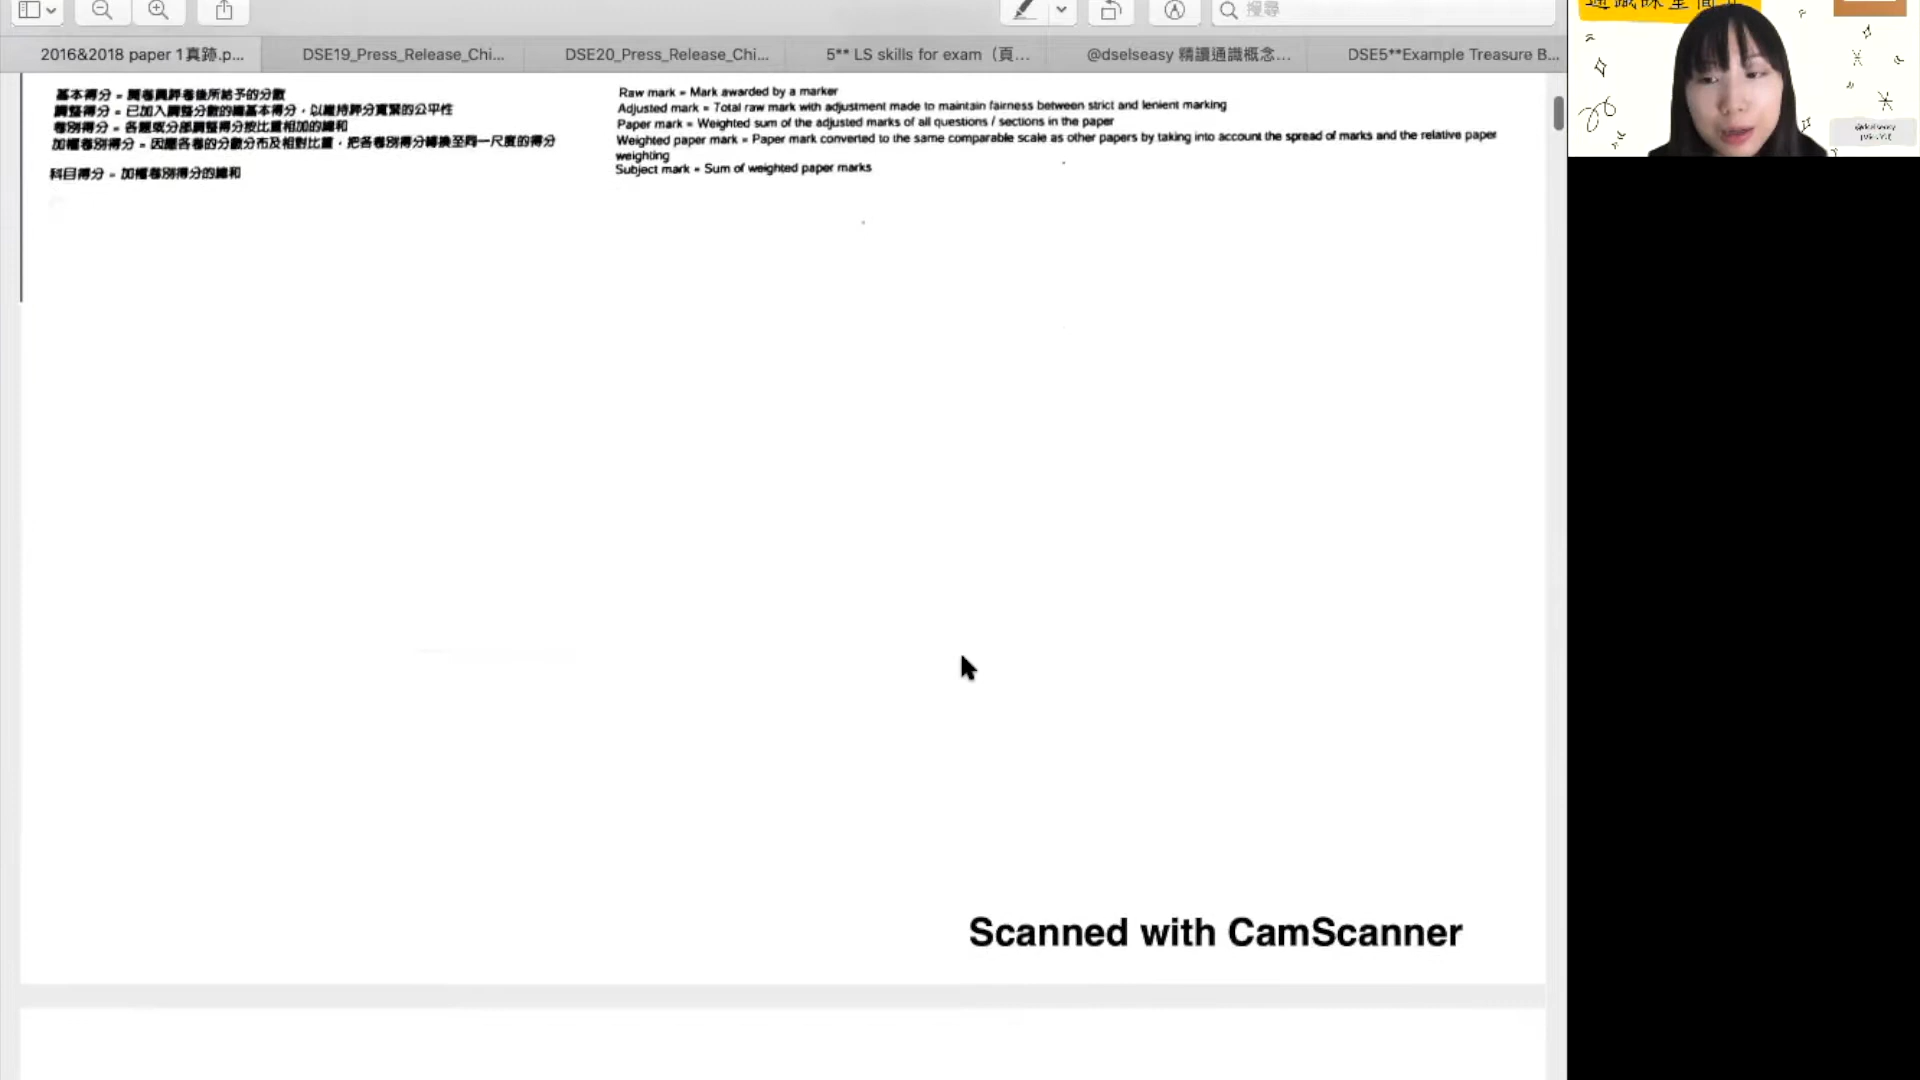 搜尋
2016&2018 paper 1真跡.p...
DSE19_Press_Release_Chi...
DSE20_Press_Release_Chi...
5** LS skills for exam（頁...
@dselseasy 精讀通識概念...
DSE5**Example Treasure B...
基本得分 = 閱卷員評卷後所給予的分數
調整得分 = 已加入調整分數的總基本得分，以維持評分寬緊的公平性
卷別得分 = 各題或分部調整得分按比重相加的總和
加權卷別得分 = 因應各卷的分數分布及相對比重，把各卷別得分轉換至同一尺度的得分
科目得分 = 加權卷別得分的總和
Raw mark = Mark awarded by a marker
Adjusted mark = Total raw mark with adjustment made to maintain fairness between strict and lenient marking
Paper mark = Weighted sum of the adjusted marks of all questions / sections in the paper
Weighted paper mark = Paper mark converted to the same comparable scale as other papers by taking into account the spread of marks and the relative paper
weighting
Subject mark = Sum of weighted paper marks
Scanned with CamScanner